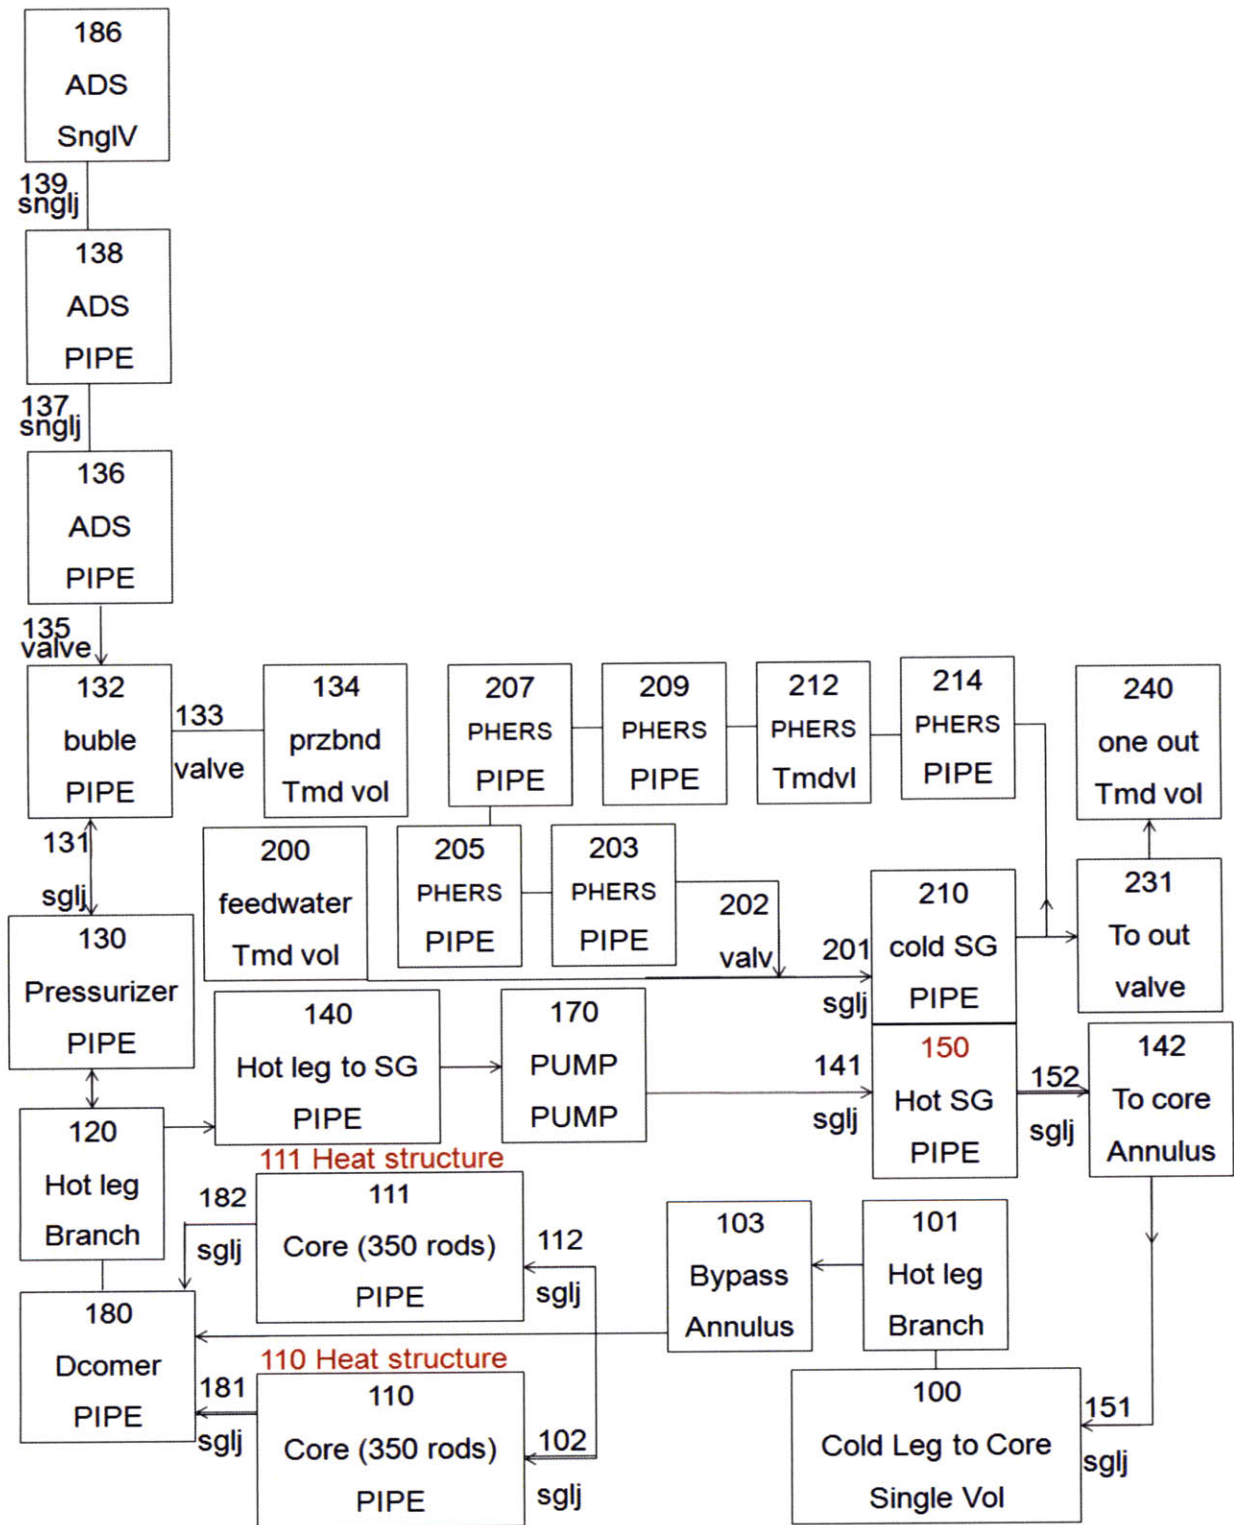 186
ADS
SnglV
139
snglj
138
ADS
PIPE
137
snglj
136
ADS
PIPE
135
valve
132
buble
PIPE
133
valve
134
przbnd
Tmd vol
207
PHERS
PIPE
209
PHERS
PIPE
212
PHERS
Tmdvl
214
PHERS
PIPE
240
one out
Tmd vol
131
sglj
200
feedwater
Tmd vol
205
PHERS
PIPE
203
PHERS
PIPE
202
valv
201
sglj
210
cold SG
PIPE
231
To out
valve
130
Pressurizer
PIPE
140
Hot leg to SG
PIPE
170
PUMP
PUMP
141
sglj
150
Hot SG
PIPE
152
sglj
142
To core
Annulus
120
Hot leg
Branch
111 Heat structure
182
sglj
111
Core (350 rods)
PIPE
112
sglj
103
Bypass
Annulus
101
Hot leg
Branch
180
Dcomer
PIPE
110 Heat structure
181
sglj
110
Core (350 rods)
PIPE
102
sglj
100
Cold Leg to Core
Single Vol
151
sglj